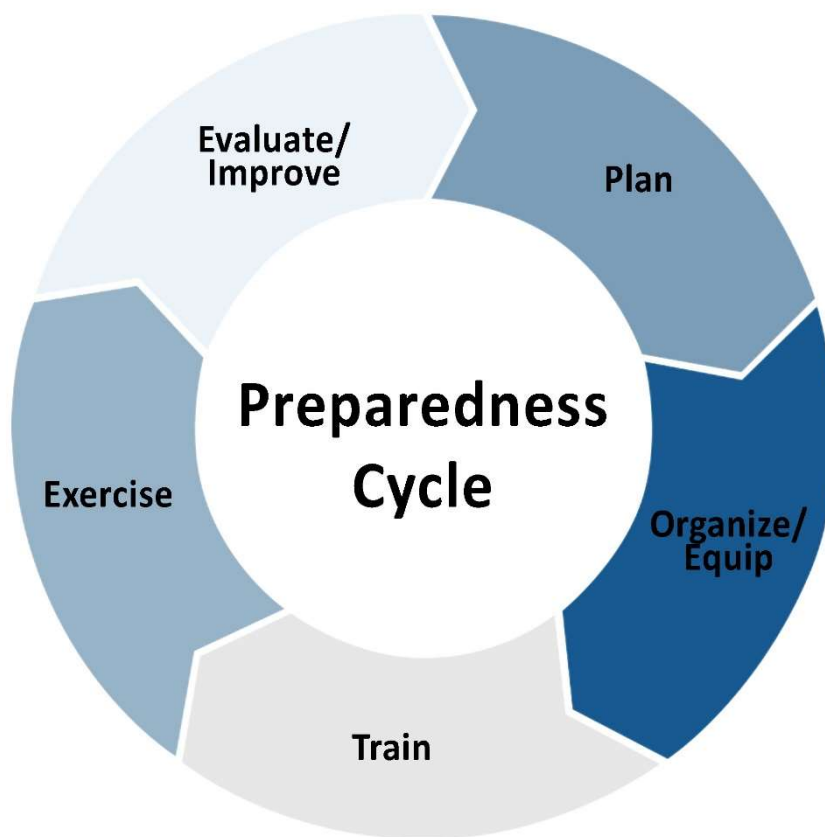 Evaluate/
Improve
Plan
Preparedness
Cycle
Organize/
Equip
Exercise
Train